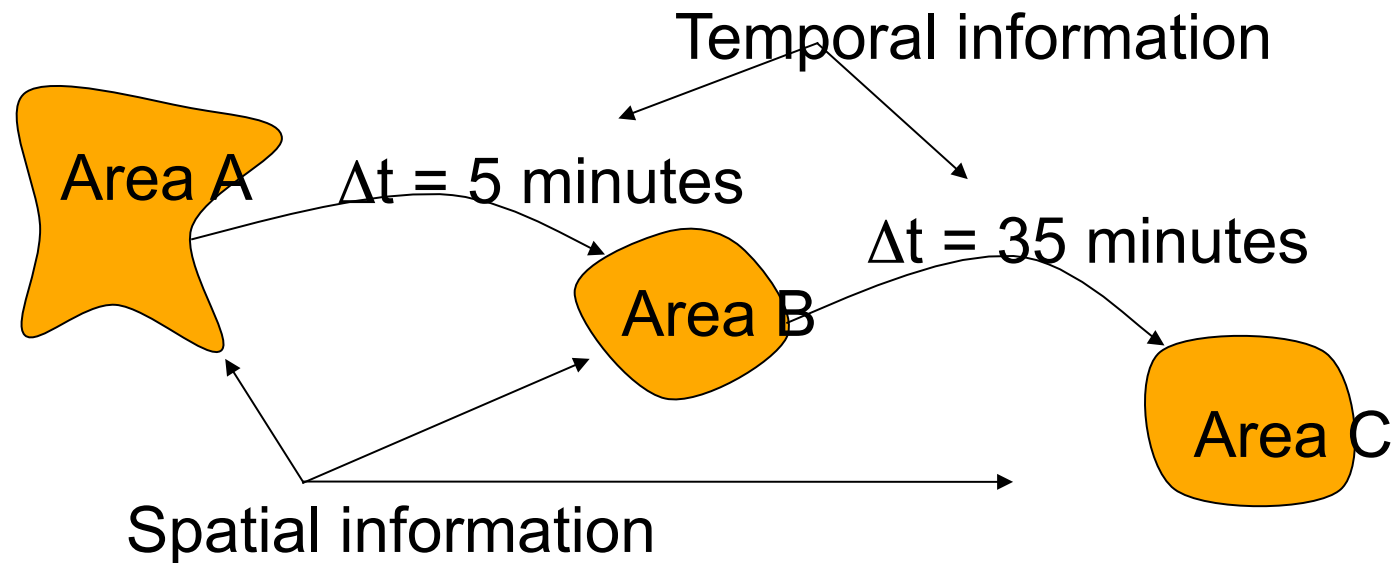 Temporal information
Area A
Δt = 5 minutes
Δt = 35 minutes
Area B
Area C
Spatial information